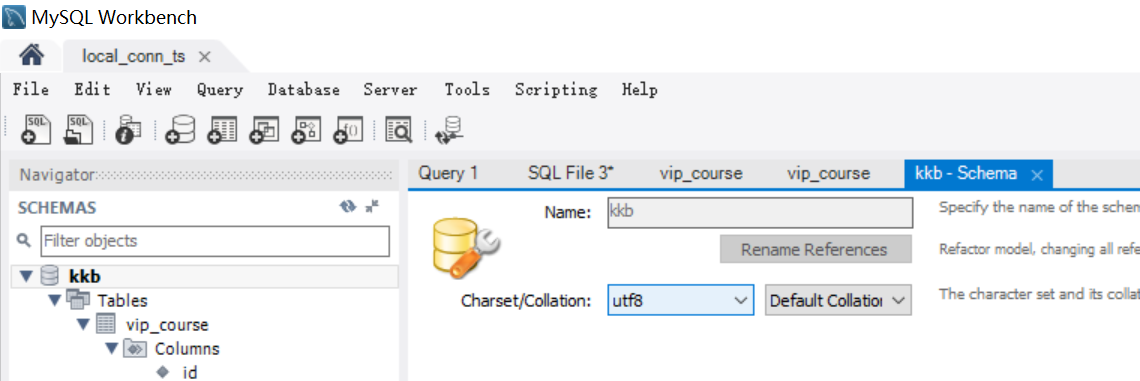 MySQL Workbench
local_conn_ts
File Edit View Query Database Server Tools Scripting Help
SQL SQL
Navigator
SCHEMAS
Filter objects
kkb
Tables
vip_course
Columns
id
Query 1 SQL File 3* vip_course vip_course kkb - Schema
Name: kkb Specify the name of the schem
Rename References Refactor model, changing all refe
Charset/Collation: utf8 Default Collation The character set and its collat